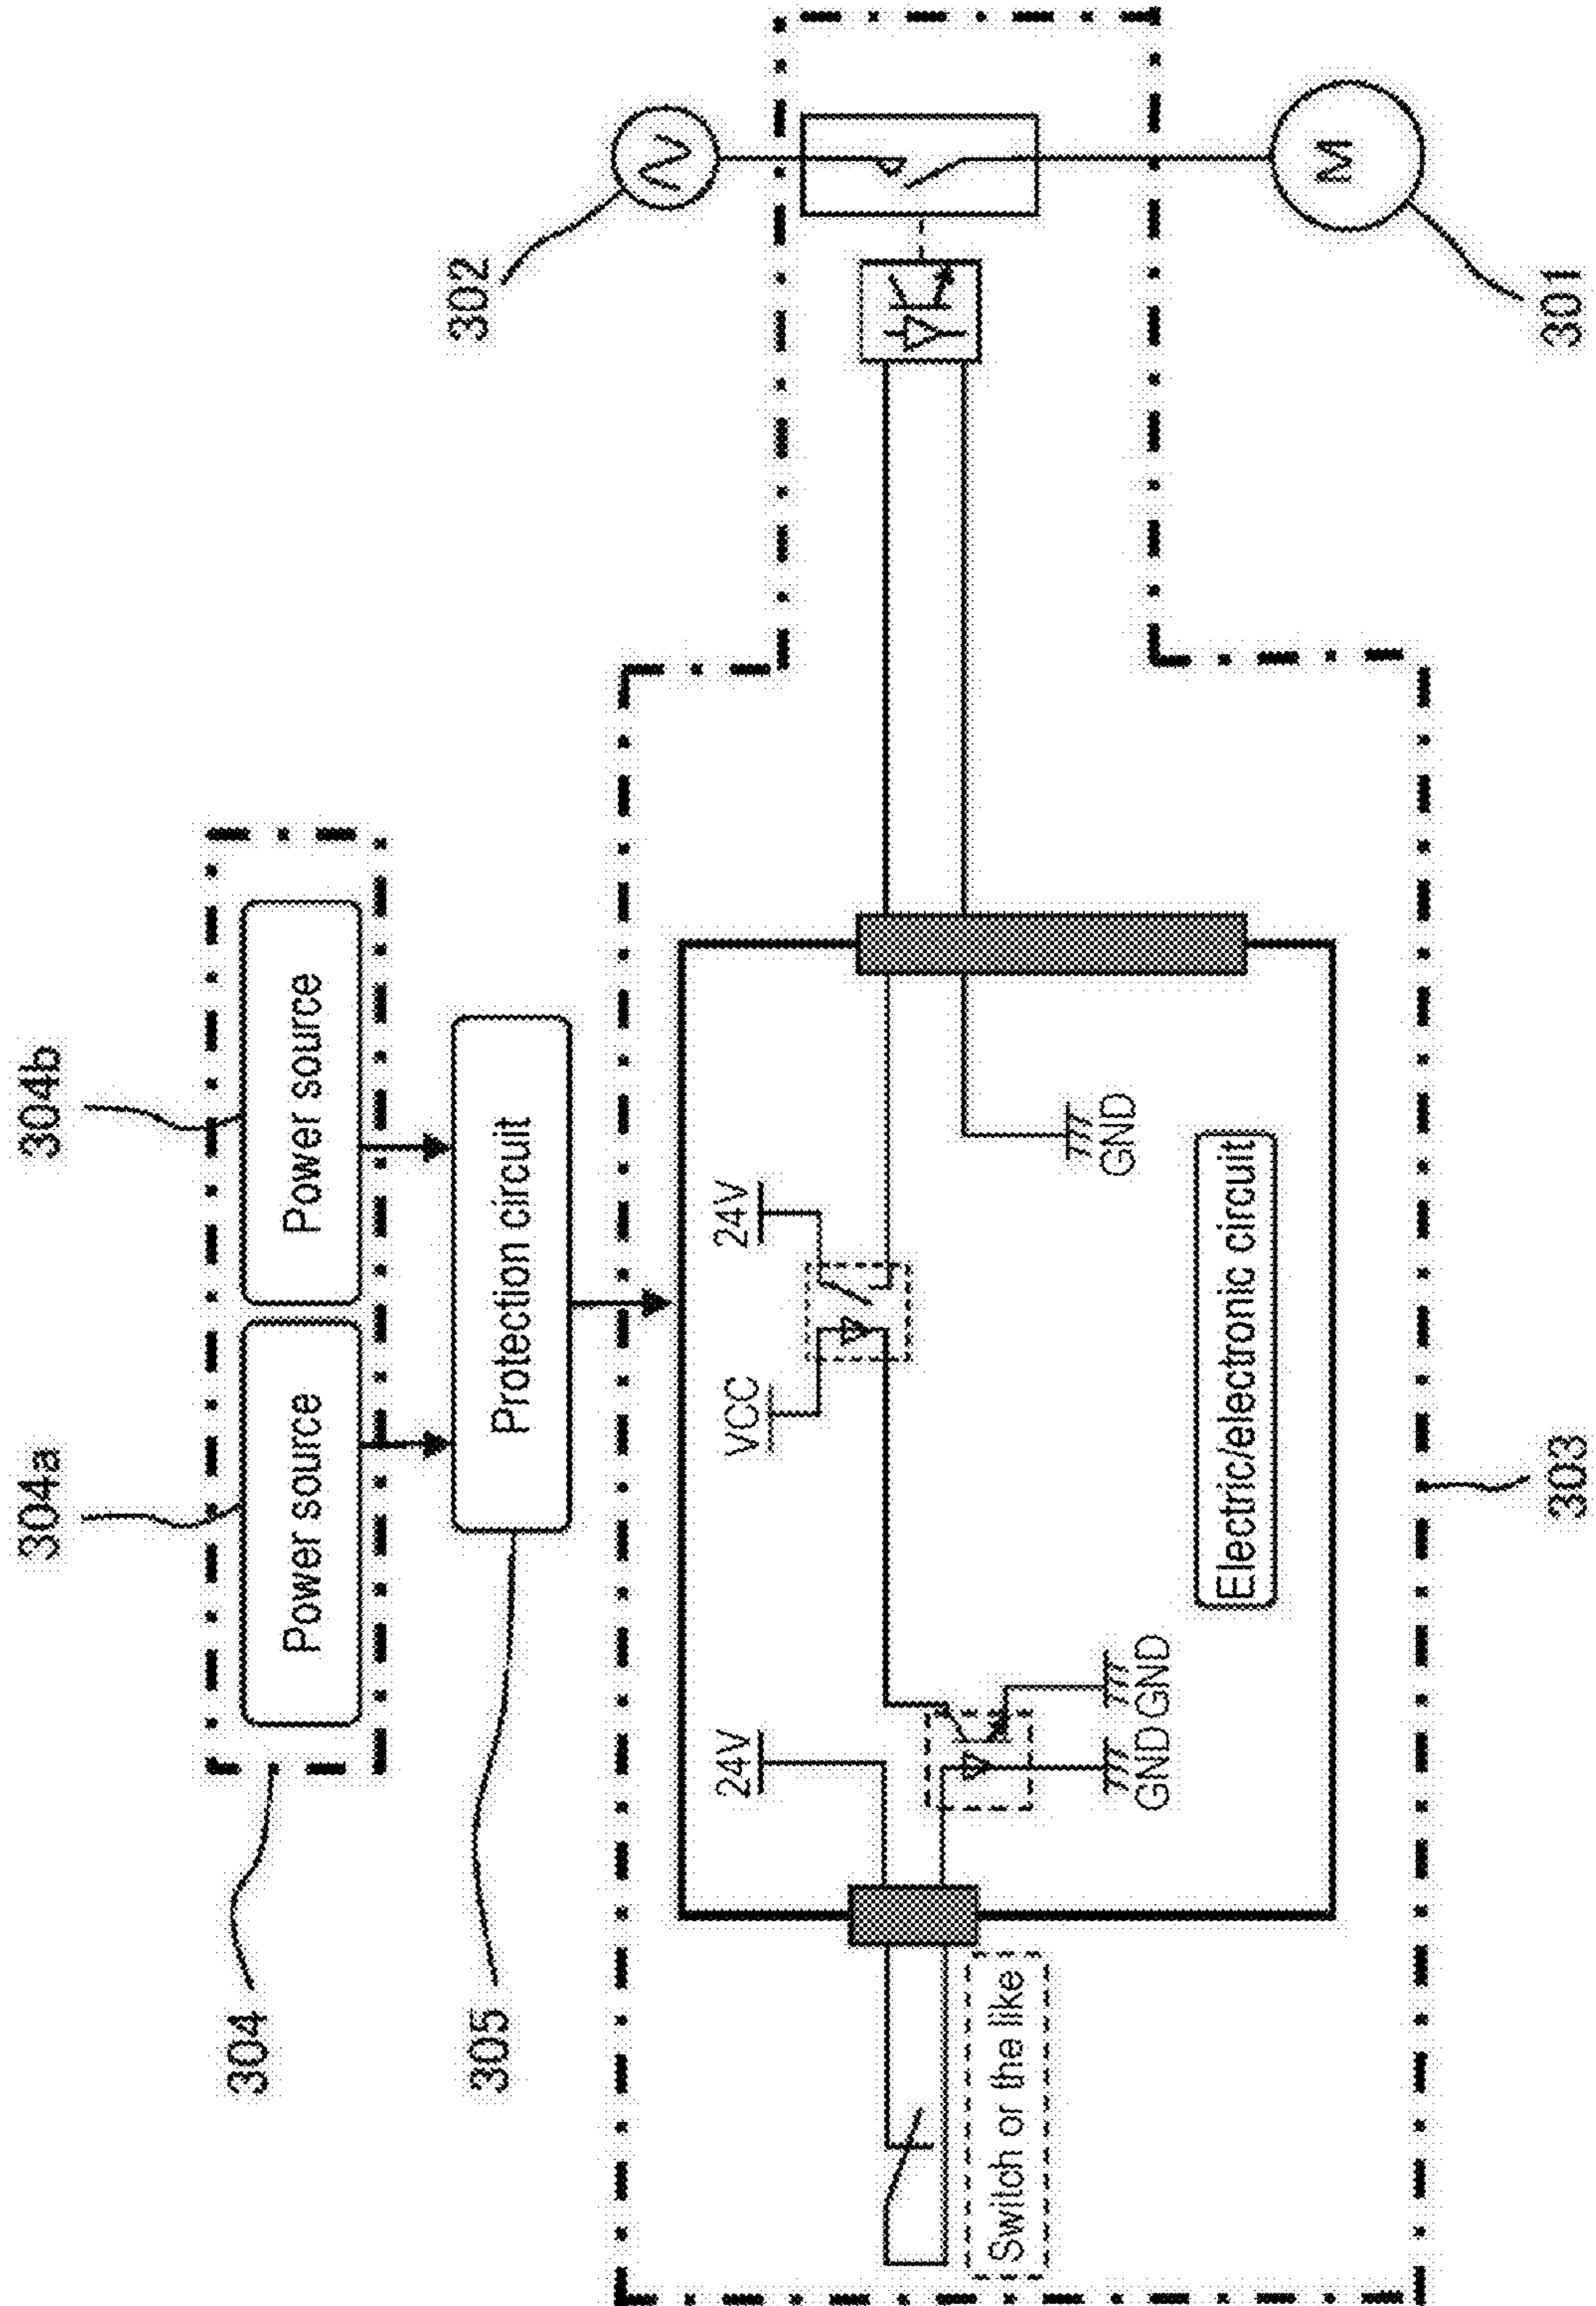 304a
304b
304
Power source
Power source
305
Protection circuit
302
24V
VCC
24V
GND
GND
GND
Switch or the like
Electric/electronic circuit
M
303
301